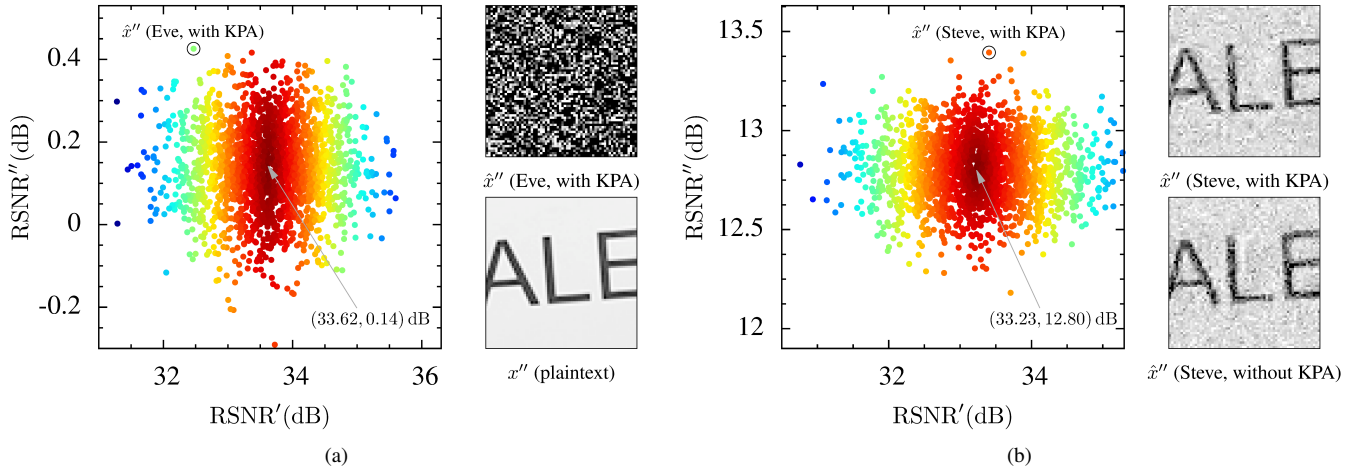 x̂″ (Eve, with KPA)
0.4
0.2
0
-0.2
RSNR″(dB)
(33.62, 0.14) dB
32
34
36
RSNR′(dB)
(a)
x̂″ (Eve, with KPA)
ALE
x″ (plaintext)
x̂″ (Steve, with KPA)
13.5
13
12.5
12
RSNR″(dB)
(33.23, 12.80) dB
32
34
RSNR′(dB)
(b)
ALE
x̂″ (Steve, with KPA)
ALE
x̂″ (Steve, without KPA)